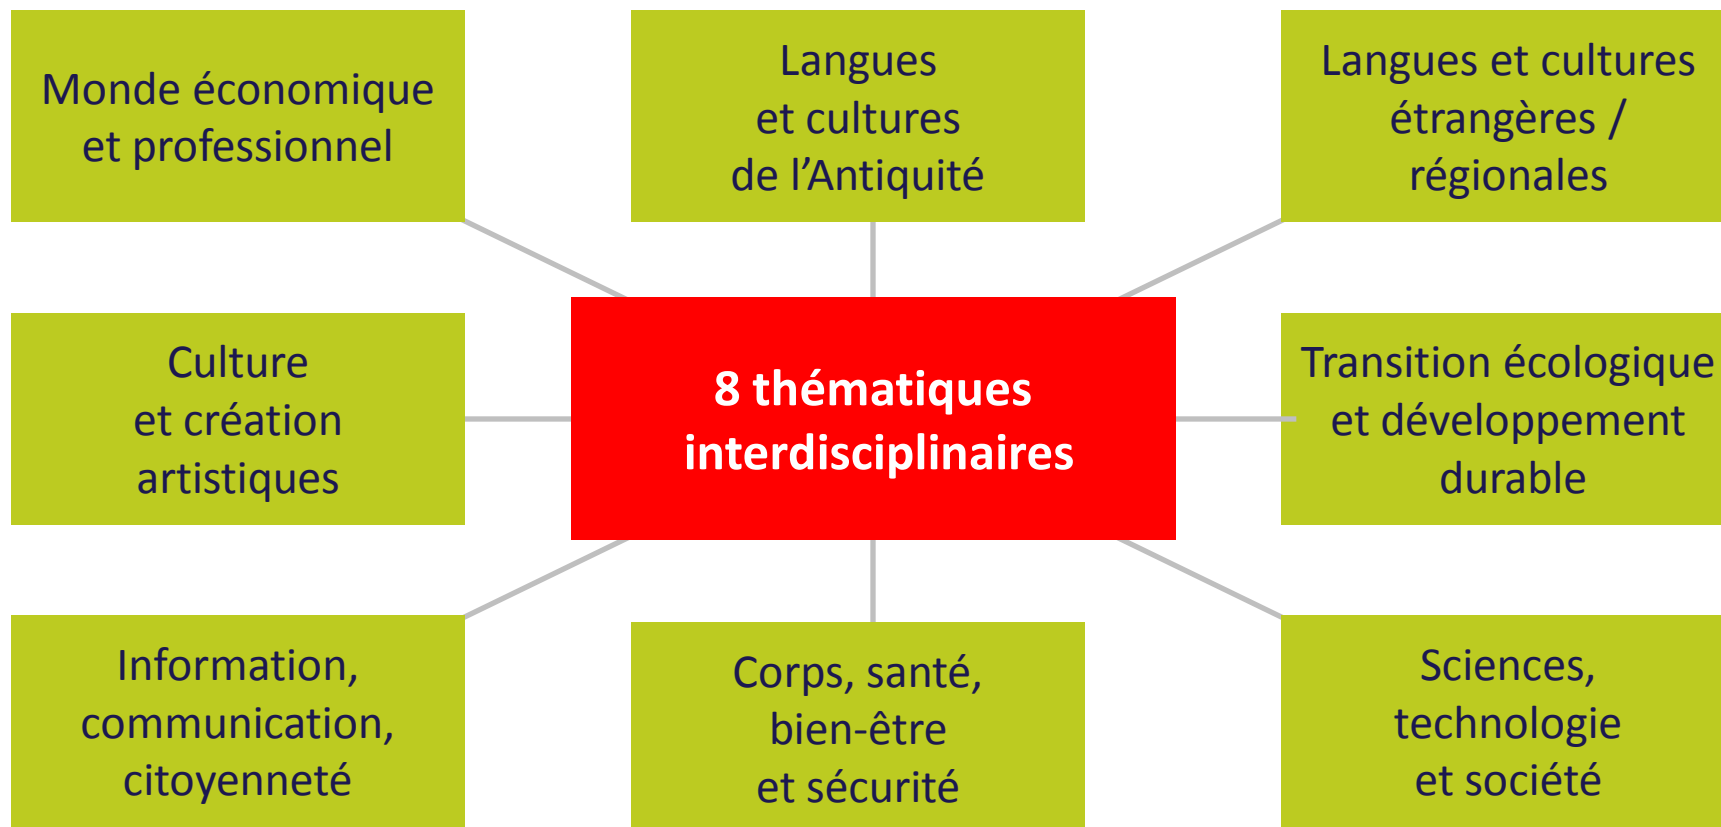 Monde économique
et professionnel
Langues
et cultures
de l’Antiquité
Langues et cultures
étrangères /
régionales
Culture
et création
artistiques
8 thématiques
interdisciplinaires
Transition écologique
et développement
durable
Information,
communication,
citoyenneté
Corps, santé,
bien-être
et sécurité
Sciences,
technologie
et société